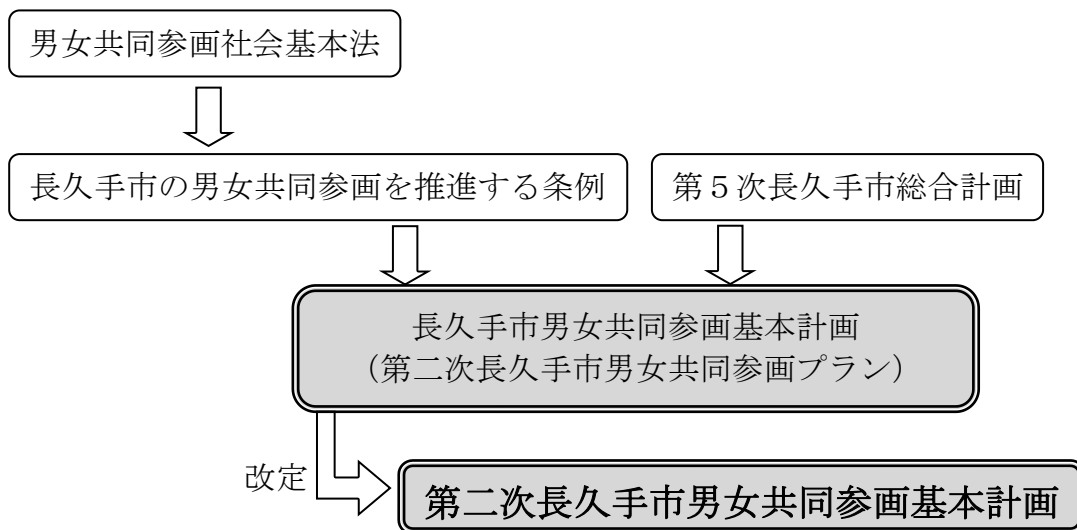 男女共同参画社会基本法
長久手市の男女共同参画を推進する条例
第５次長久手市総合計画
長久手市男女共同参画基本計画
（第二次長久手市男女共同参画プラン）
改定
第二次長久手市男女共同参画基本計画